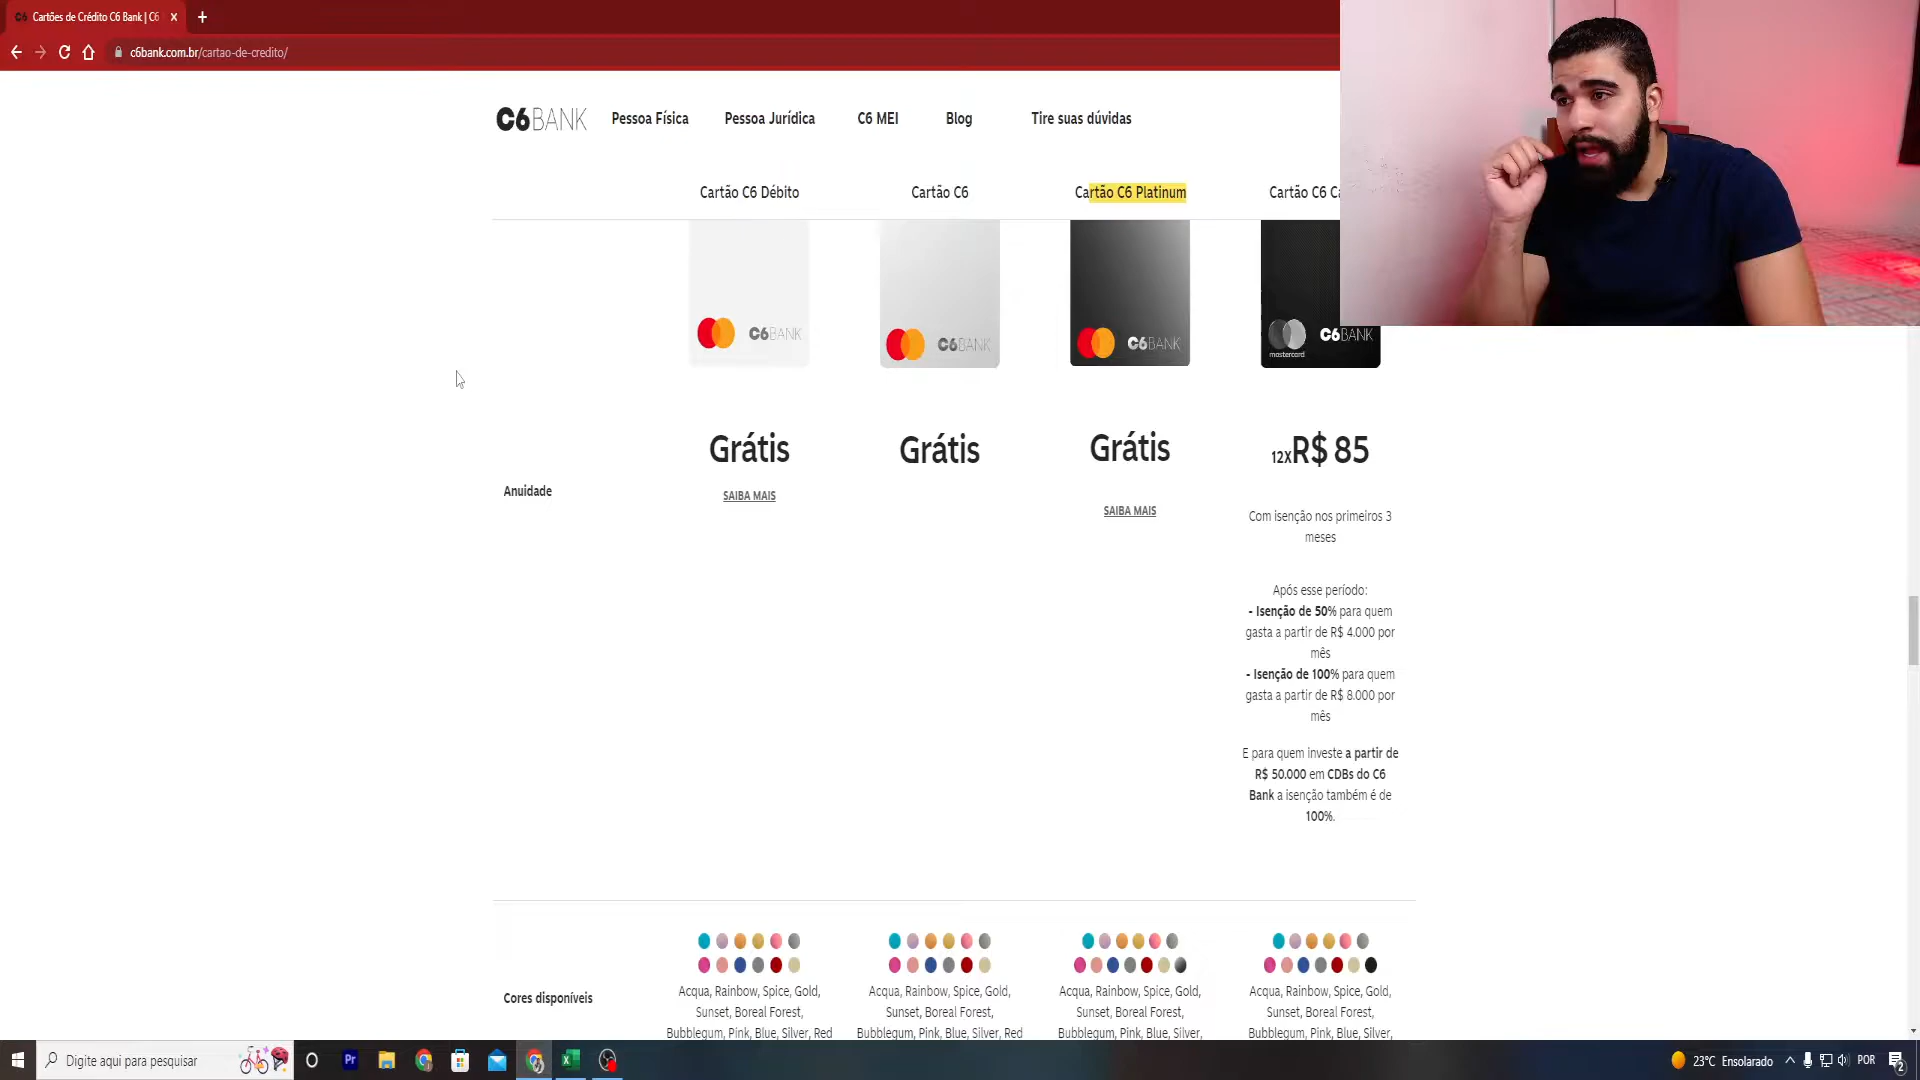 Cartões de Crédito C6 Bank | C6
c6bank.com.br/cartao-de-credito/
C6BANK
Pessoa Física
Pessoa Jurídica
C6 MEI
Blog
Tire suas dúvidas
Cartão C6 Débito
Cartão C6
Cartão C6 Platinum
Cartão C6
C6BANK
C6BANK
C6BANK
mastercard
C6BANK
Anuidade
Grátis
SAIBA MAIS
Grátis
Grátis
SAIBA MAIS
12XR$ 85
Com isenção nos primeiros 3
meses
Após esse período:
- Isenção de 50% para quem
gasta a partir de R$ 4.000 por
mês
- Isenção de 100% para quem
gasta a partir de R$ 8.000 por
mês
E para quem investe a partir de
R$ 50.000 em CDBs do C6
Bank a isenção também é de
100%.
Cores disponíveis
Acqua, Rainbow, Spice, Gold,
Sunset, Boreal Forest,
Bubblegum, Pink, Blue, Silver, Red
Acqua, Rainbow, Spice, Gold,
Sunset, Boreal Forest,
Bubblegum, Pink, Blue, Silver, Red
Acqua, Rainbow, Spice, Gold,
Sunset, Boreal Forest,
Bubblegum, Pink, Blue, Silver,
Acqua, Rainbow, Spice, Gold,
Sunset, Boreal Forest,
Bubblegum, Pink, Blue, Silver,
Digite aqui para pesquisar
Pr
23°C Ensolarado
POR
2